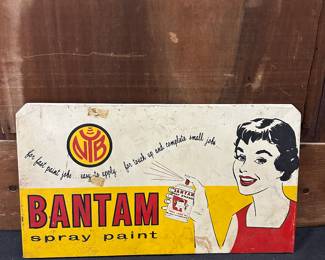 NTB
for fast paint jobs easy to apply for touch up and complete small jobs
BANTAM
BANTAM
spray paint